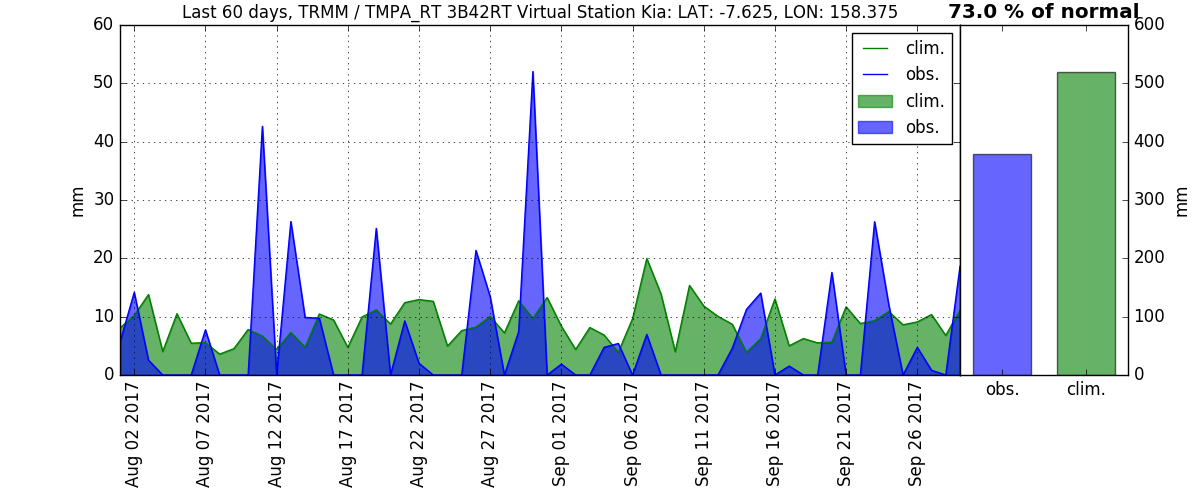 Last 60 days, TRMM / TMPA_RT 3B42RT Virtual Station Kia: LAT: -7.625, LON: 158.375
73.0 % of normal
60
50
40
30
20
10
0
mm
clim.
obs.
clim.
obs.
600
500
400
300
200
100
0
mm
Aug 02 2017
Aug 07 2017
Aug 12 2017
Aug 17 2017
Aug 22 2017
Aug 27 2017
Sep 01 2017
Sep 06 2017
Sep 11 2017
Sep 16 2017
Sep 21 2017
Sep 26 2017
obs.
clim.